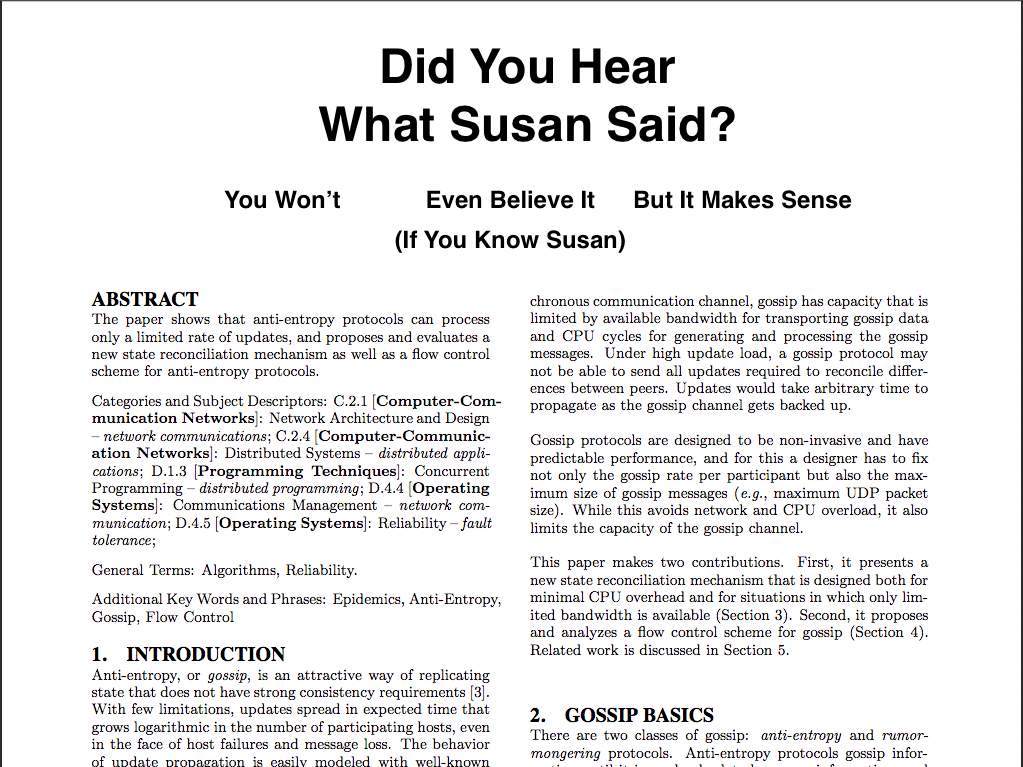 Did You Hear
What Susan Said?
You Won't Even Believe It But It Makes Sense
(If You Know Susan)
ABSTRACT
The paper shows that anti-entropy protocols can process
only a limited rate of updates, and proposes and evaluates a
new state reconciliation mechanism as well as a flow control
scheme for anti-entropy protocols.
Categories and Subject Descriptors: C.2.1 [Computer-Com-
munication Networks]: Network Architecture and Design
– network communications; C.2.4 [Computer-Communic-
ation Networks]: Distributed Systems – distributed appli-
cations; D.1.3 [Programming Techniques]: Concurrent
Programming – distributed programming; D.4.4 [Operating
Systems]: Communications Management – network com-
munication; D.4.5 [Operating Systems]: Reliability – fault
tolerance;
General Terms: Algorithms, Reliability.
Additional Key Words and Phrases: Epidemics, Anti-Entropy,
Gossip, Flow Control
1. INTRODUCTION
Anti-entropy, or gossip, is an attractive way of replicating
state that does not have strong consistency requirements [3].
With few limitations, updates spread in expected time that
grows logarithmic in the number of participating hosts, even
in the face of host failures and message loss. The behavior
of update propagation is easily modeled with well-known
chronous communication channel, gossip has capacity that is
limited by available bandwidth for transporting gossip data
and CPU cycles for generating and processing the gossip
messages. Under high update load, a gossip protocol may
not be able to send all updates required to reconcile differ-
ences between peers. Updates would take arbitrary time to
propagate as the gossip channel gets backed up.
Gossip protocols are designed to be non-invasive and have
predictable performance, and for this a designer has to fix
not only the gossip rate per participant but also the max-
imum size of gossip messages (e.g., maximum UDP packet
size). While this avoids network and CPU overload, it also
limits the capacity of the gossip channel.
This paper makes two contributions. First, it presents a
new state reconciliation mechanism that is designed both for
minimal CPU overhead and for situations in which only lim-
ited bandwidth is available (Section 3). Second, it proposes
and analyzes a flow control scheme for gossip (Section 4).
Related work is discussed in Section 5.
2. GOSSIP BASICS
There are two classes of gossip: anti-entropy and rumor-
mongering protocols. Anti-entropy protocols gossip infor-